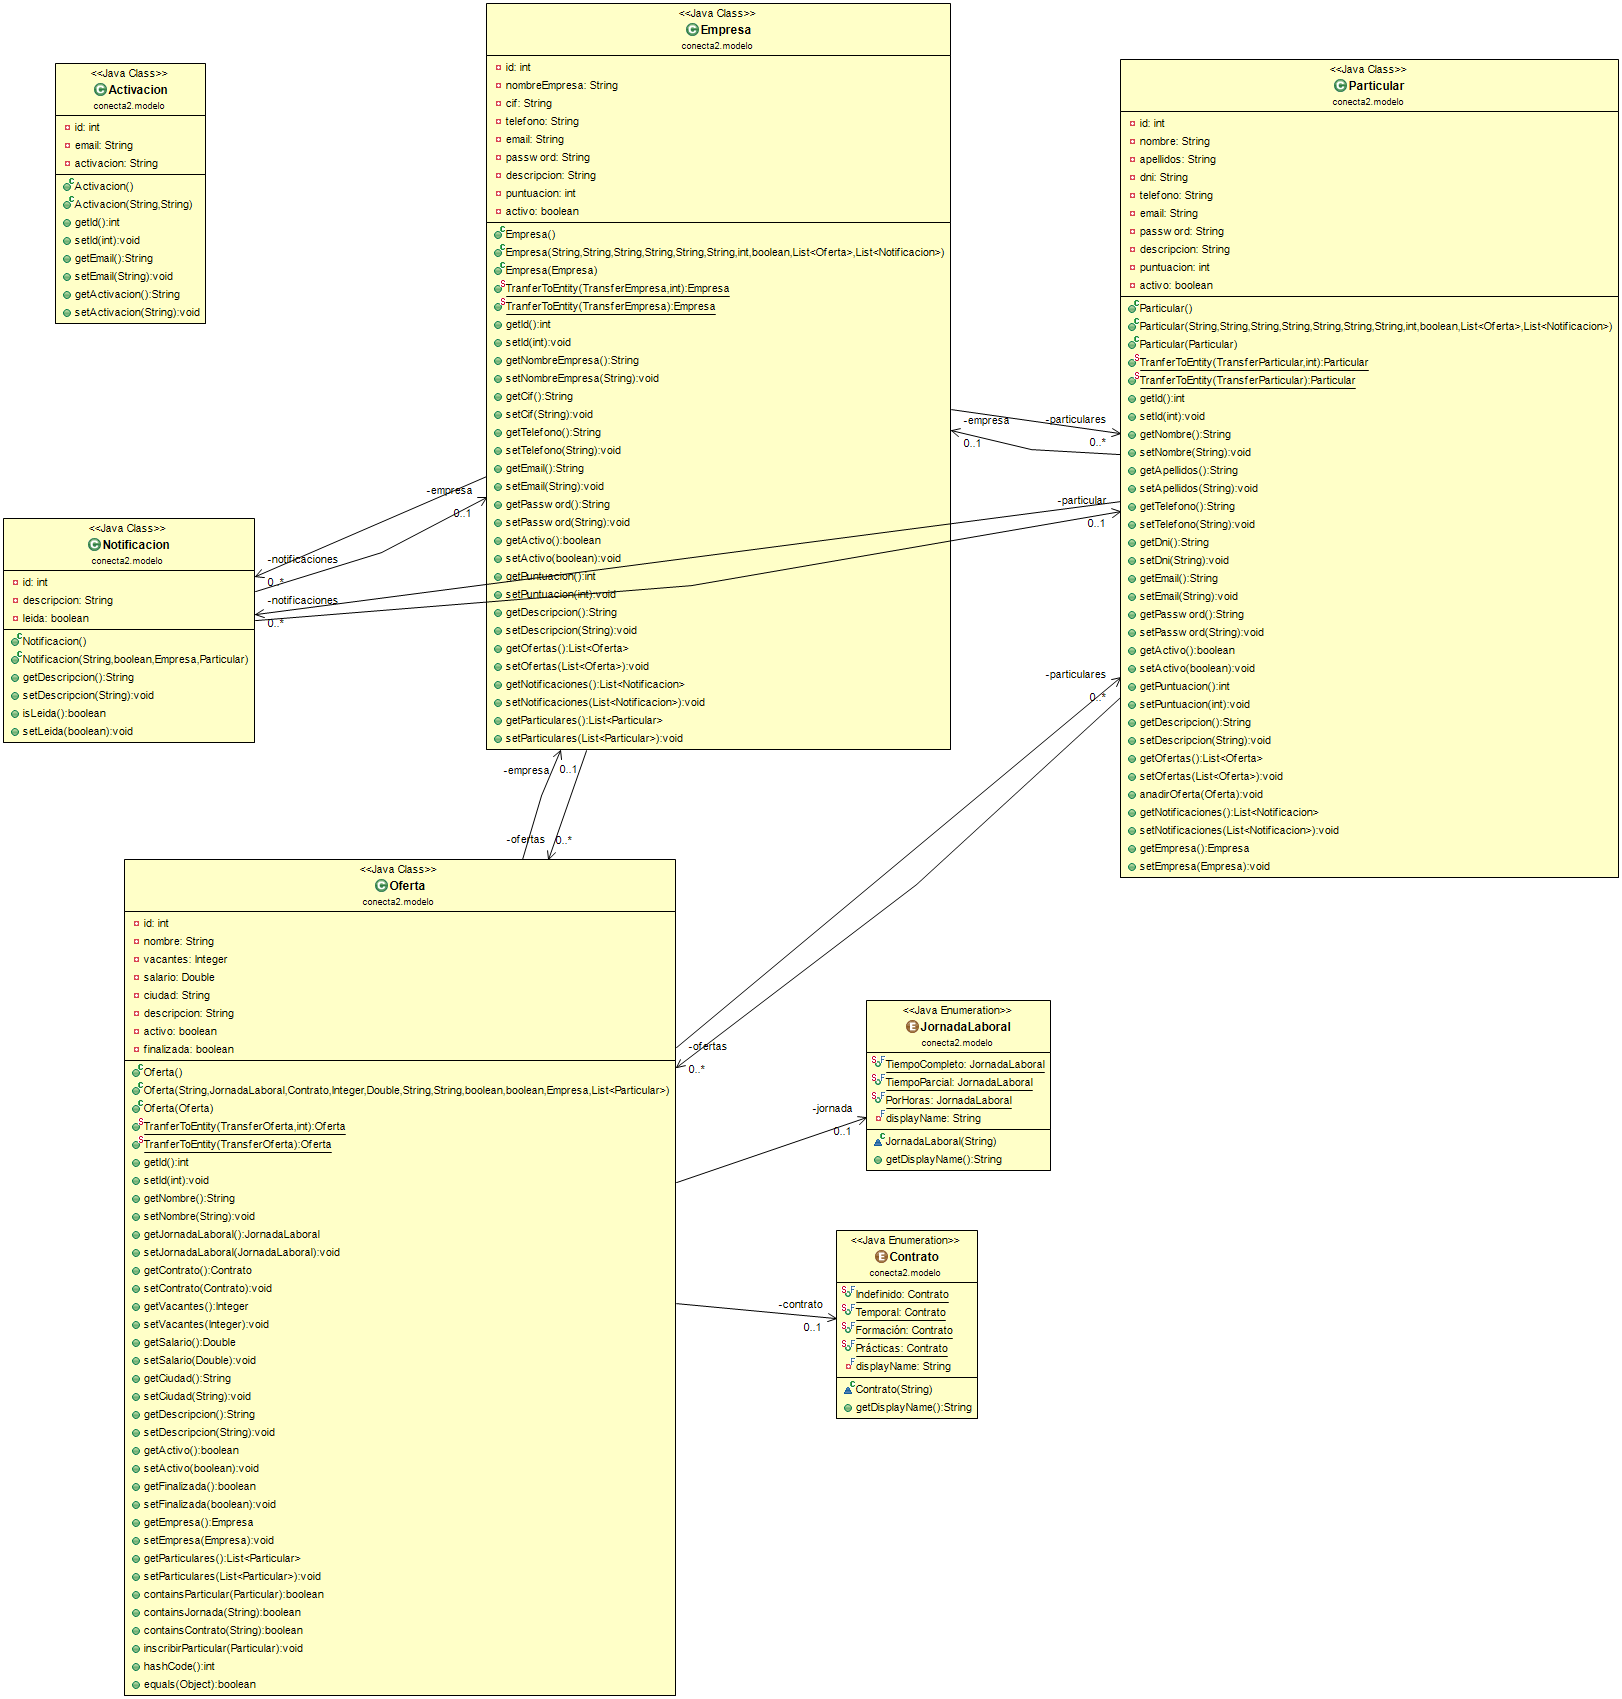 <<Java Class>>
Activacion
conecta2.modelo
id: int
email: String
activacion: String
Activacion()
Activacion(String,String)
getId():int
setId(int):void
getEmail():String
setEmail(String):void
getActivacion():String
setActivacion(String):void
<<Java Class>>
Empresa
conecta2.modelo
id: int
nombreEmpresa: String
cif: String
telefono: String
email: String
password: String
descripcion: String
puntuacion: int
activo: boolean
Empresa()
Empresa(String,String,String,String,String,String,int,boolean,List<Oferta>,List<Notificacion>)
Empresa(Empresa)
TranferToEntity(TransferEmpresa,int):Empresa
TranferToEntity(TransferEmpresa):Empresa
getId():int
setId(int):void
getNombreEmpresa():String
setNombreEmpresa(String):void
getCif():String
setCif(String):void
getTelefono():String
setTelefono(String):void
getEmail():String
setEmail(String):void
getPassword():String
setPassword(String):void
getActivo():boolean
setActivo(boolean):void
getPuntuacion():int
setPuntuacion(int):void
getDescripcion():String
setDescripcion(String):void
getOfertas():List<Oferta>
setOfertas(List<Oferta>):void
getNotificaciones():List<Notificacion>
setNotificaciones(List<Notificacion>):void
getParticulares():List<Particular>
setParticulares(List<Particular>):void
<<Java Class>>
Particular
conecta2.modelo
id: int
nombre: String
apellidos: String
dni: String
telefono: String
email: String
password: String
descripcion: String
puntuacion: int
activo: boolean
Particular()
Particular(String,String,String,String,String,String,String,int,boolean,List<Oferta>,List<Notificacion>)
Particular(Particular)
TranferToEntity(TransferParticular,int):Particular
TranferToEntity(TransferParticular):Particular
getId():int
setId(int):void
getNombre():String
setNombre(String):void
getApellidos():String
setApellidos(String):void
getTelefono():String
setTelefono(String):void
getDni():String
setDni(String):void
getEmail():String
setEmail(String):void
getPassword():String
setPassword(String):void
getActivo():boolean
setActivo(boolean):void
getPuntuacion():int
setPuntuacion(int):void
getDescripcion():String
setDescripcion(String):void
getOfertas():List<Oferta>
setOfertas(List<Oferta>):void
anadirOferta(Oferta):void
getNotificaciones():List<Notificacion>
setNotificaciones(List<Notificacion>):void
getEmpresa():Empresa
setEmpresa(Empresa):void
-particulares
0..*
-empresa
0..1
-particular
0..1
-empresa
0..1
-notificaciones
0..*
-notificaciones
0..*
-particulares
0..*
<<Java Class>>
Notificacion
conecta2.modelo
id: int
descripcion: String
leida: boolean
Notificacion()
Notificacion(String,boolean,Empresa,Particular)
getDescripcion():String
setDescripcion(String):void
isLeida():boolean
setLeida(boolean):void
-empresa
0..1
-ofertas
0..*
<<Java Class>>
Oferta
conecta2.modelo
id: int
nombre: String
vacantes: Integer
salario: Double
ciudad: String
descripcion: String
activo: boolean
finalizada: boolean
Oferta()
Oferta(String,JornadaLaboral,Contrato,Integer,Double,String,String,boolean,boolean,Empresa,List<Particular>)
Oferta(Oferta)
TranferToEntity(TransferOferta,int):Oferta
TranferToEntity(TransferOferta):Oferta
getId():int
setId(int):void
getNombre():String
setNombre(String):void
getJornadaLaboral():JornadaLaboral
setJornadaLaboral(JornadaLaboral):void
getContrato():Contrato
setContrato(Contrato):void
getVacantes():Integer
setVacantes(Integer):void
getSalario():Double
setSalario(Double):void
getCiudad():String
setCiudad(String):void
getDescripcion():String
setDescripcion(String):void
getActivo():boolean
setActivo(boolean):void
getFinalizada():boolean
setFinalizada(boolean):void
getEmpresa():Empresa
setEmpresa(Empresa):void
getParticulares():List<Particular>
setParticulares(List<Particular>):void
containsParticular(Particular):boolean
containsJornada(String):boolean
containsContrato(String):boolean
inscribirParticular(Particular):void
hashCode():int
equals(Object):boolean
-ofertas
0..*
-jornada
0..1
<<Java Enumeration>>
JornadaLaboral
conecta2.modelo
TiempoCompleto: JornadaLaboral
TiempoParcial: JornadaLaboral
PorHoras: JornadaLaboral
displayName: String
JornadaLaboral(String)
getDisplayName():String
-contrato
0..1
<<Java Enumeration>>
Contrato
conecta2.modelo
Indefinido: Contrato
Temporal: Contrato
Formación: Contrato
Prácticas: Contrato
displayName: String
Contrato(String)
getDisplayName():String